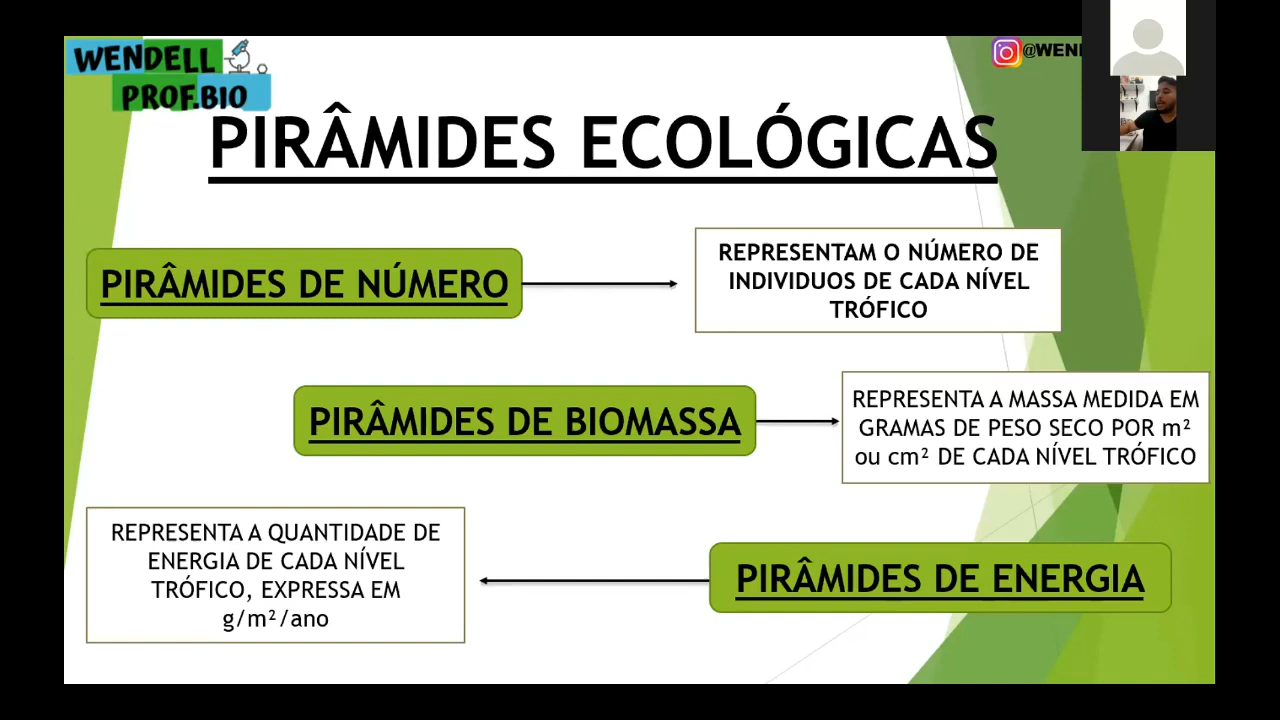 WENDELL
PROF.BIO
PIRÂMIDES ECOLÓGICAS
PIRÂMIDES DE NÚMERO
REPRESENTAM O NÚMERO DE
INDIVIDUOS DE CADA NÍVEL
TRÓFICO
PIRÂMIDES DE BIOMASSA
REPRESENTA A MASSA MEDIDA EM
GRAMAS DE PESO SECO POR m²
ou cm² DE CADA NÍVEL TRÓFICO
REPRESENTA A QUANTIDADE DE
ENERGIA DE CADA NÍVEL
TRÓFICO, EXPRESSA EM
g/m²/ano
PIRÂMIDES DE ENERGIA